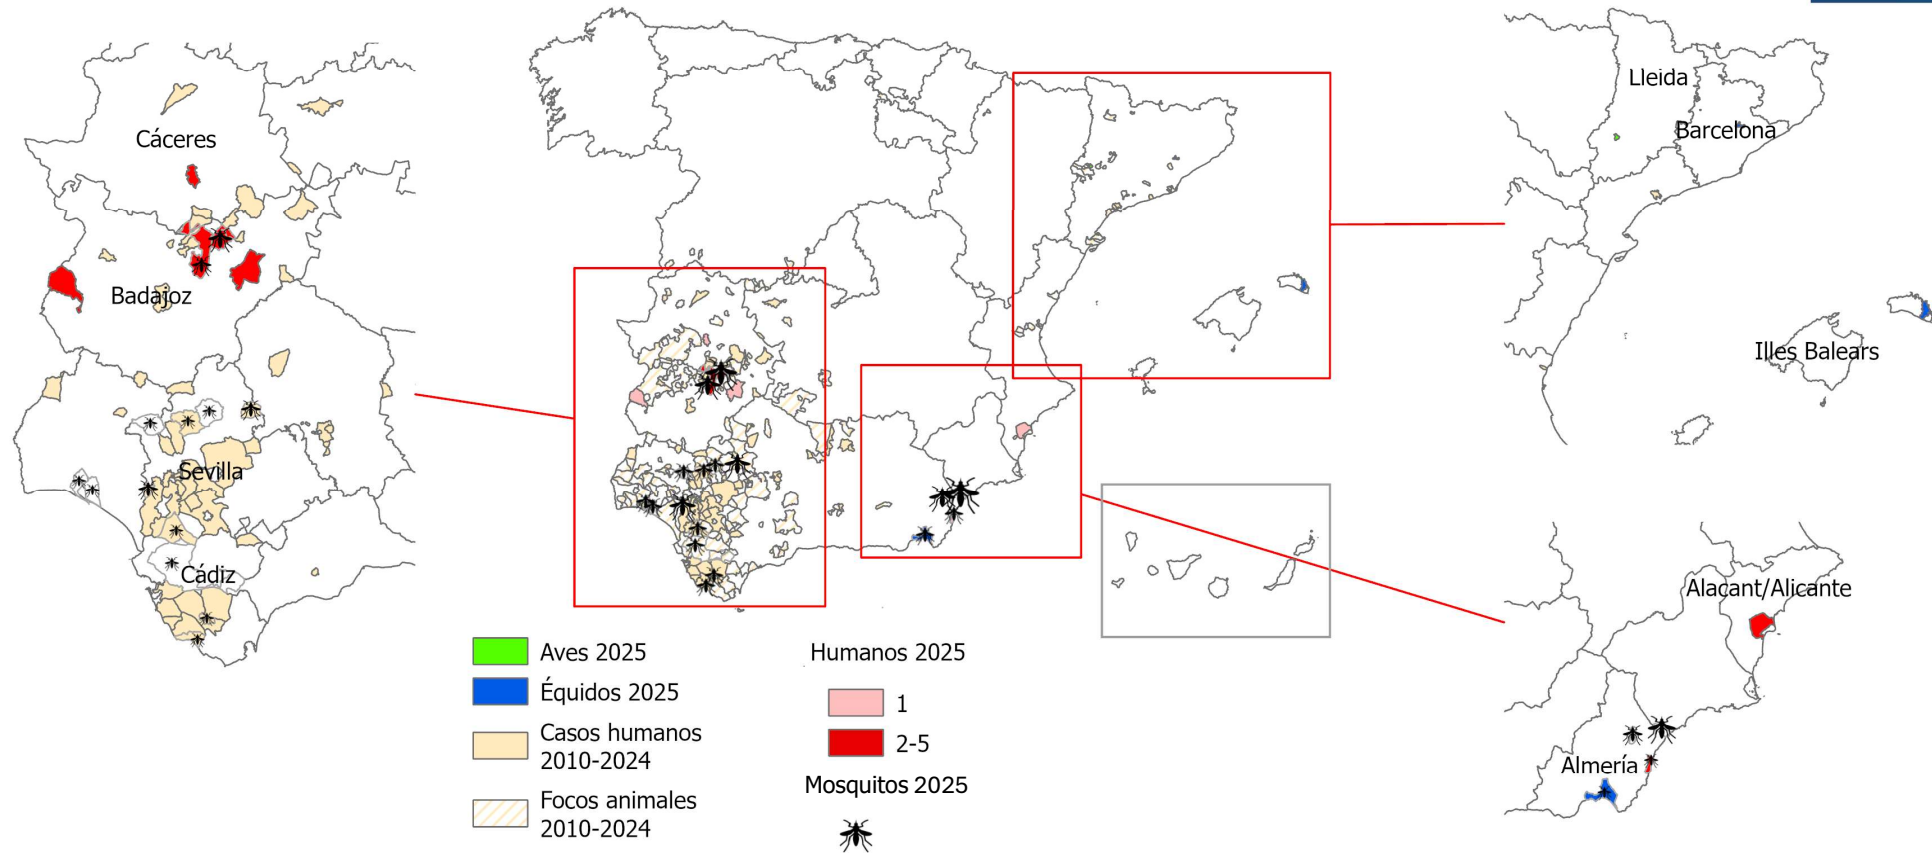 Cáceres
Badajoz
Sevilla
Cádiz
Lleida
Barcelona
Illes Balears
Alacant/Alicante
Almería
Aves 2025
Équidos 2025
Casos humanos
2010-2024
Focos animales
2010-2024
Humanos 2025
1
2-5
Mosquitos 2025